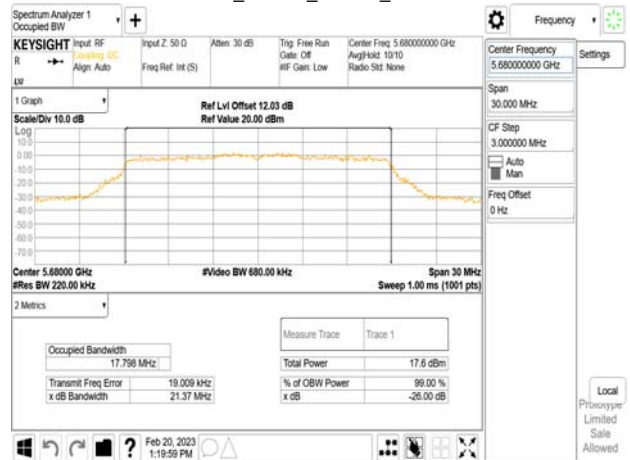 Spectrum Analyzer 1
Occupied BW
Frequency
KEYSIGHT Input: RF Input Z: 50 Ω Atten: 30 dB Trig: Free Run Center Freq: 5.680000000 GHz
R Coupling: DC Gate: Off Avg|Hold: 10/10
Align: Auto Freq Ref: Int (S) #IF Gain: Low Radio Std: None
Center Frequency
5.680000000 GHz
Settings
Span
30.000 MHz
CF Step
3.000000 MHz
Auto
Man
Freq Offset
0 Hz
1 Graph
Ref Lvl Offset 12.03 dB
Scale/Div 10.0 dB Ref Value 20.00 dBm
Log
10.0
0.00
-10.0
-20.0
-30.0
-40.0
-50.0
-60.0
-70.0
Center 5.68000 GHz #Video BW 680.00 kHz Span 30 MHz
#Res BW 220.00 kHz Sweep 1.00 ms (1001 pts)
2 Metrics
Measure Trace Trace 1
Occupied Bandwidth
17.798 MHz Total Power 17.6 dBm
Transmit Freq Error 19.009 kHz % of OBW Power 99.00 %
x dB Bandwidth 21.37 MHz x dB -26.00 dB
Local
Prototype
Limited
Sale
Allowed
? Feb 20, 2023
1:19:59 PM